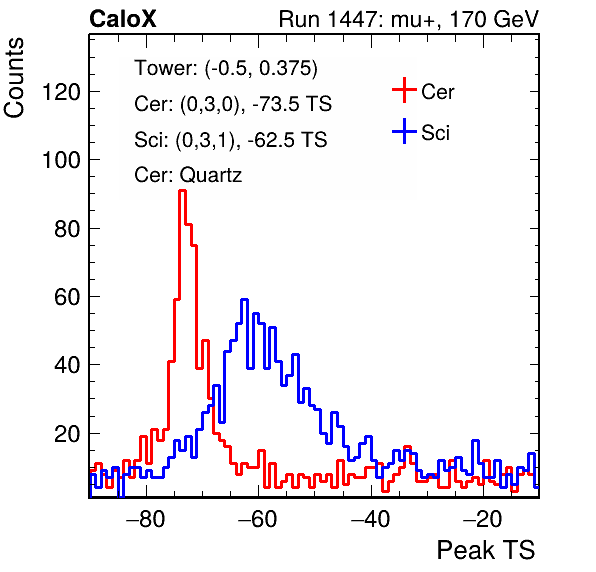 CaloX Run 1447: mu+, 170 GeV
Counts
Tower: (-0.5, 0.375)
Cer: (0,3,0), -73.5 TS
Sci: (0,3,1), -62.5 TS
Cer: Quartz
Cer
Sci
120
100
80
60
40
20
−80 −60 −40 −20
Peak TS